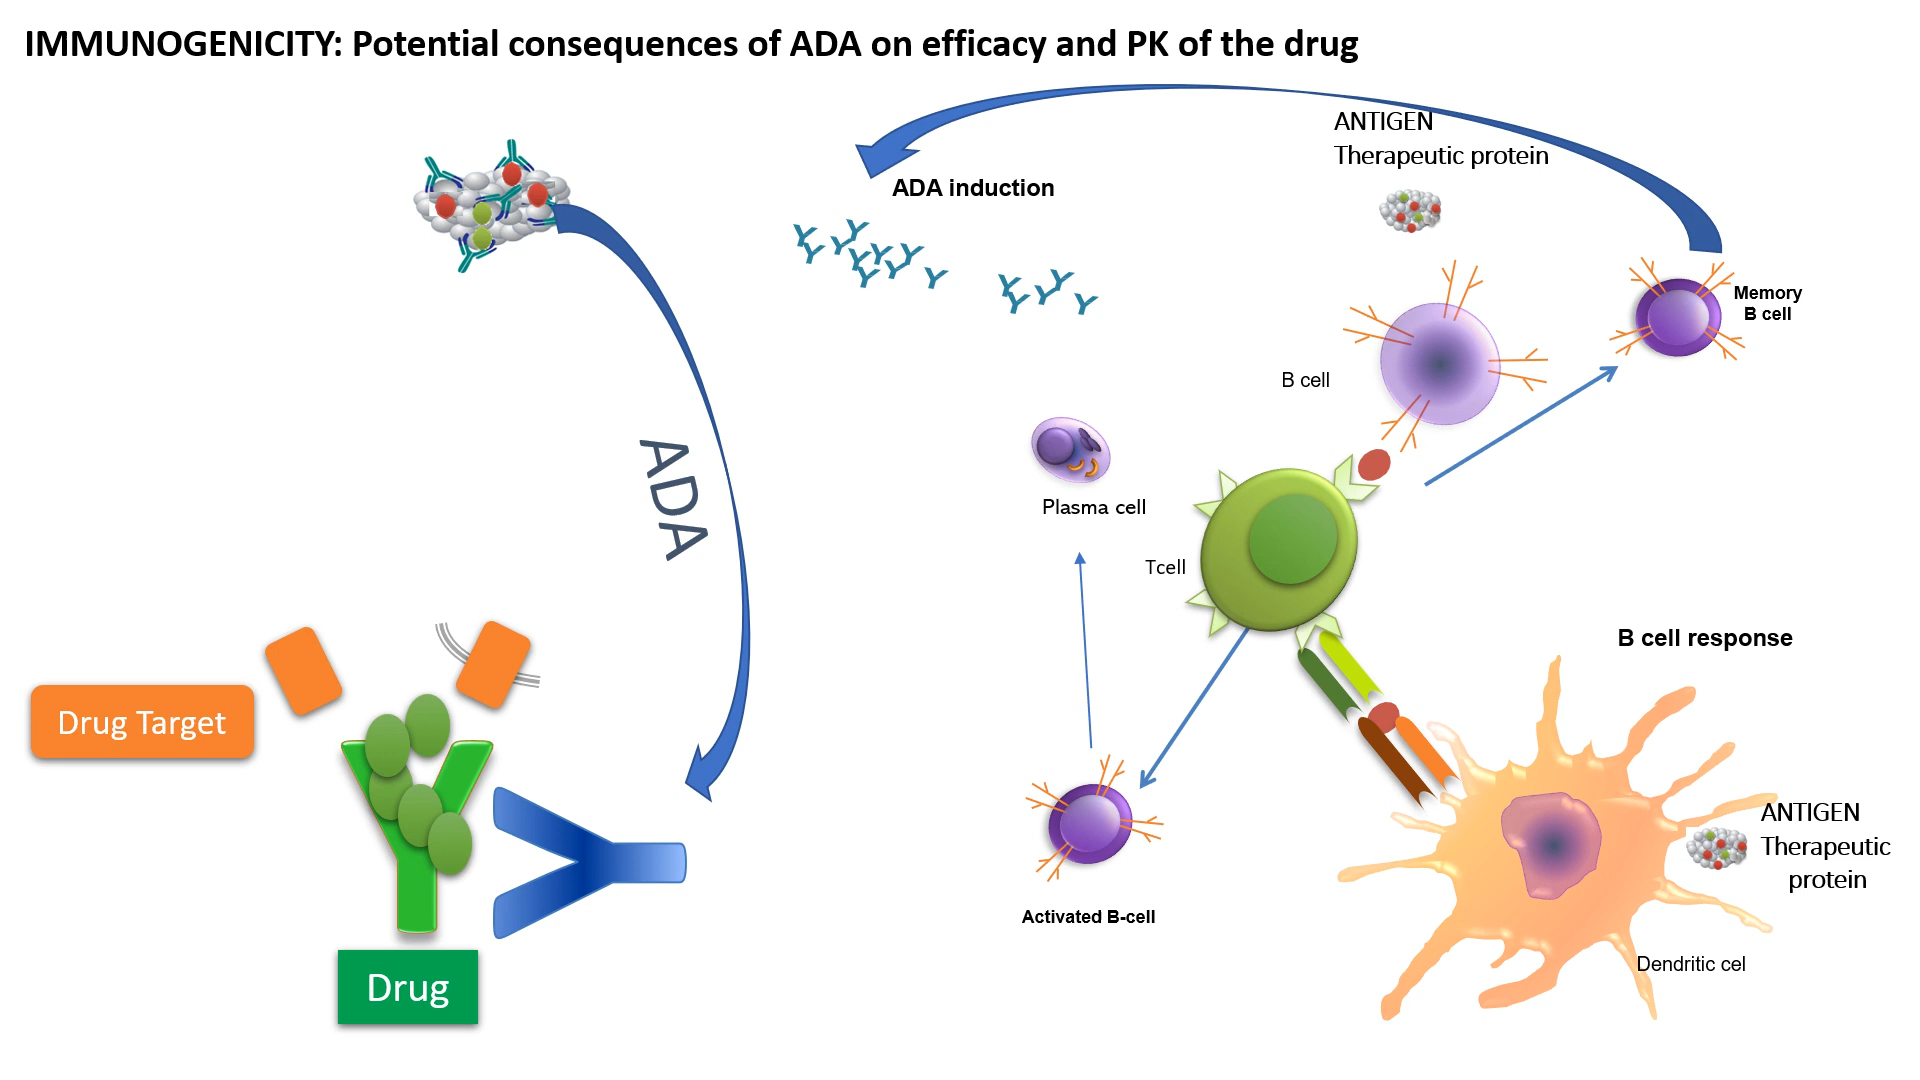 IMMUNOGENICITY: Potential consequences of ADA on efficacy and PK of the drug
ANTIGEN
Therapeutic protein
ADA induction
Memory
B cell
B cell
ADA
Plasma cell
Tcell
B cell response
Drug Target
ANTIGEN
Therapeutic
protein
Activated B-cell
Dendritic cel
Drug